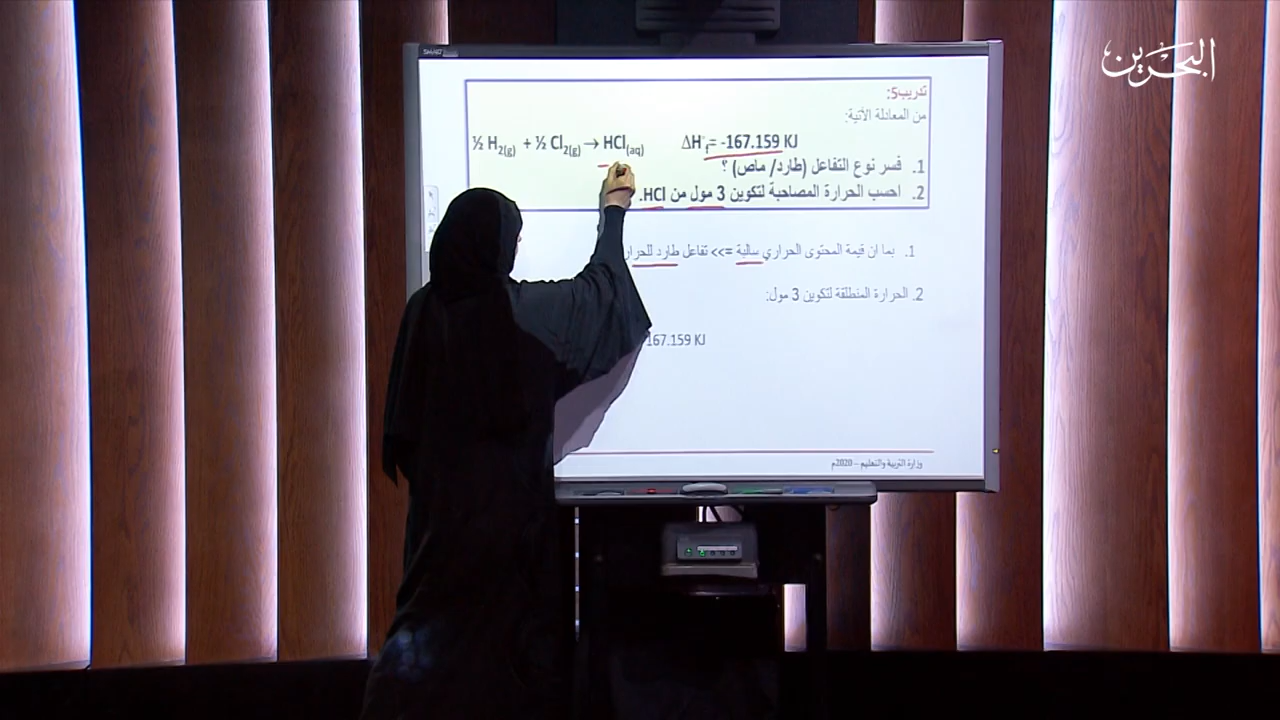 البحرين
SMART
تدريب5:
من المعادلة الآتية:
½ H2(g) + ½ Cl2(g) → HCl(aq) ΔH°f= -167.159 KJ
1. فسر نوع التفاعل (طارد/ ماص) ؟
2. احسب الحرارة المصاحبة لتكوين 3 مول من HCl.
1. بما ان قيمة المحتوى الحراري سالبة =>> تفاعل طارد
2. الحرارة المنطلقة لتكوين 3 مول:
167.159 KJ
وزارة التربية والتعليم – 2020م